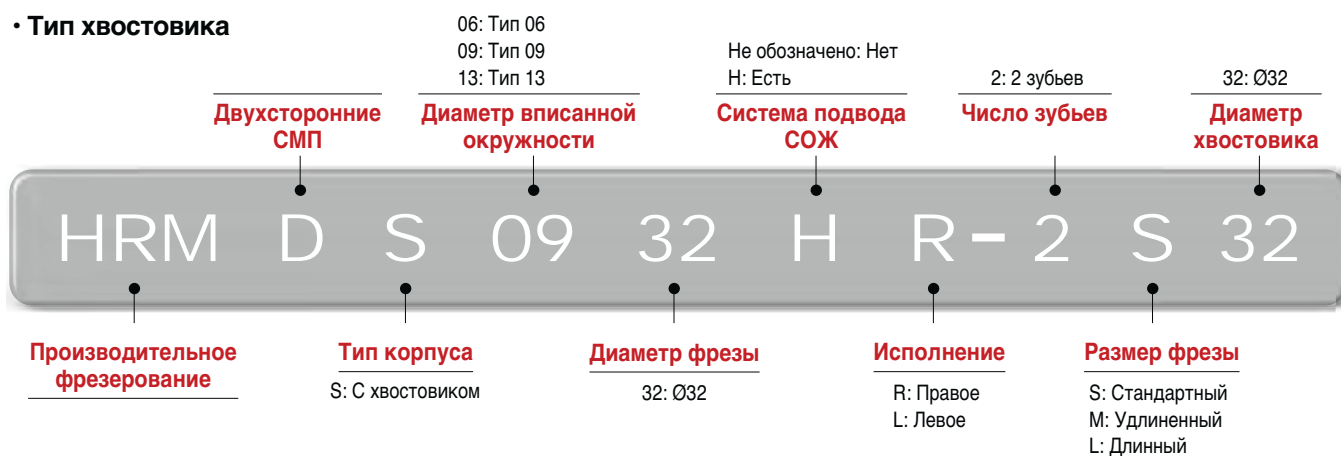 · Тип хвостовика
06: Тип 06
09: Тип 09
13: Тип 13
Не обозначено: Нет
H: Есть
2: 2 зубьев
32: Ø32
Двухсторонние
СМП
Диаметр вписанной
окружности
Система подвода
СОЖ
Число зубьев
Диаметр
хвостовика
HRM D S 09 32 H R - 2 S 32
Производительное
фрезерование
Тип корпуса
S: С хвостовиком
Диаметр фрезы
32: Ø32
Исполнение
R: Правое
L: Левое
Размер фрезы
S: Стандартный
M: Удлиненный
L: Длинный